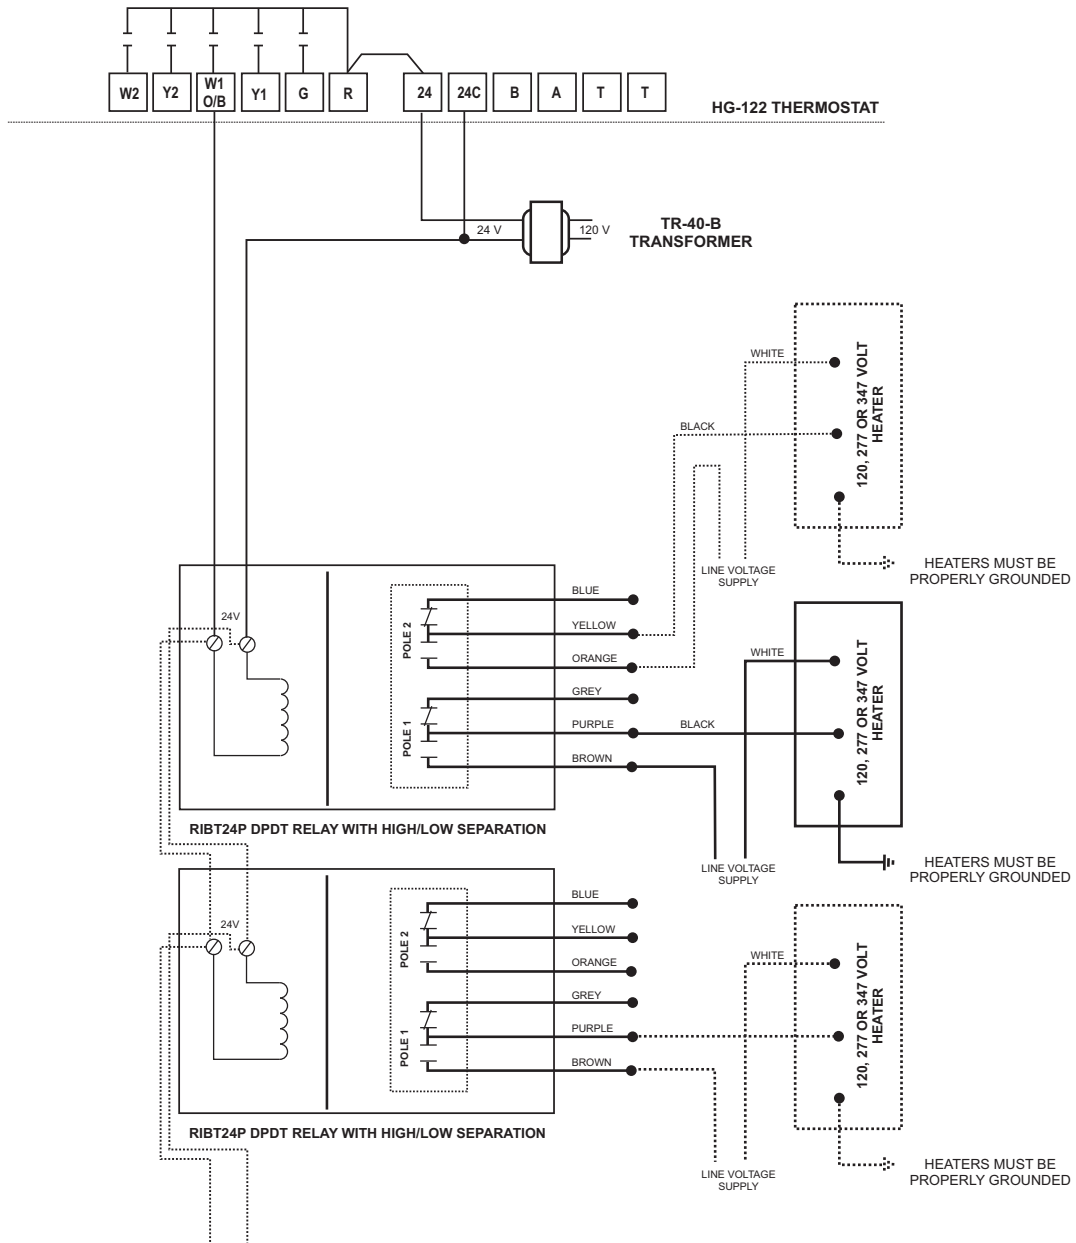 W2
Y2
W1
O/B
Y1
G
R
24
24C
B
A
T
T
HG-122 THERMOSTAT
24 V
120 V
TR-40-B
TRANSFORMER
WHITE
BLACK
120, 277 OR 347 VOLT
HEATER
LINE VOLTAGE
SUPPLY
HEATERS MUST BE
PROPERLY GROUNDED
24V
POLE 2
POLE 1
BLUE
YELLOW
ORANGE
GREY
PURPLE
BROWN
WHITE
BLACK
120, 277 OR 347 VOLT
HEATER
RIBT24P DPDT RELAY WITH HIGH/LOW SEPARATION
LINE VOLTAGE
SUPPLY
HEATERS MUST BE
PROPERLY GROUNDED
24V
POLE 2
POLE 1
BLUE
YELLOW
ORANGE
GREY
PURPLE
BROWN
WHITE
120, 277 OR 347 VOLT
HEATER
RIBT24P DPDT RELAY WITH HIGH/LOW SEPARATION
LINE VOLTAGE
SUPPLY
HEATERS MUST BE
PROPERLY GROUNDED